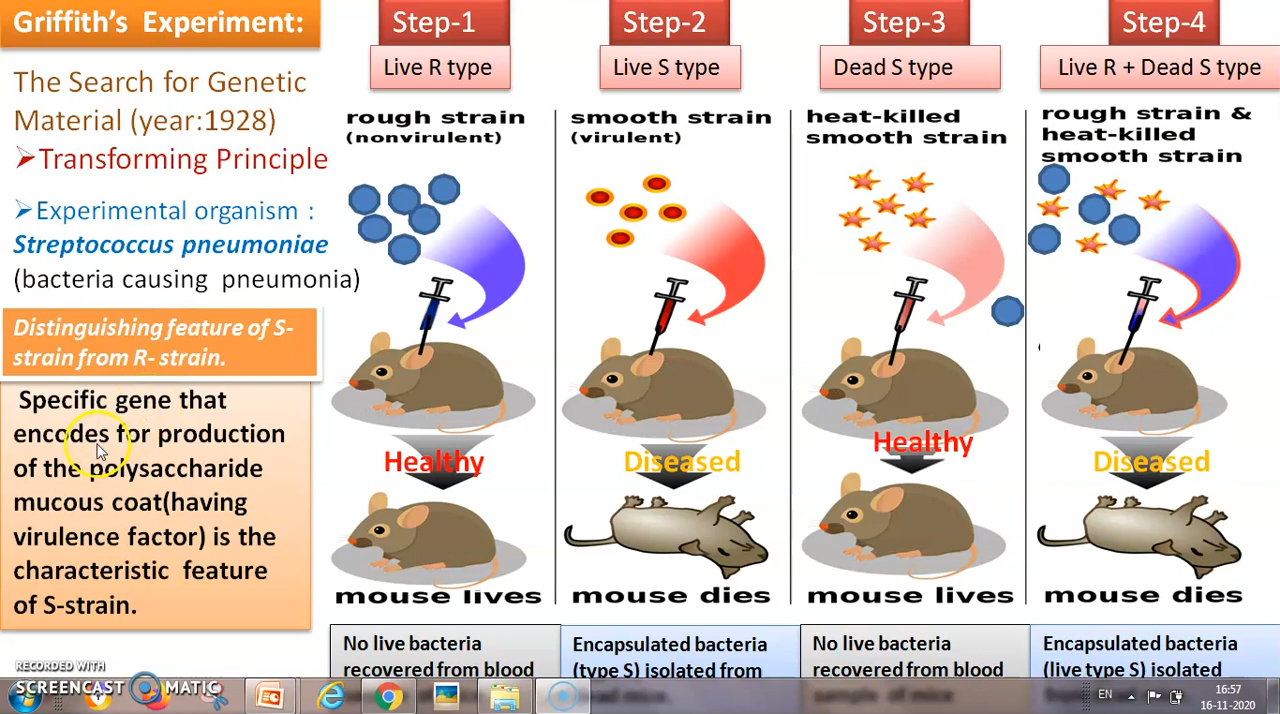 Griffith's Experiment:
The Search for Genetic
Material (year:1928)
➢Transforming Principle
➢Experimental organism :
Streptococcus pneumoniae
(bacteria causing pneumonia)
Distinguishing feature of S-
strain from R- strain.
Specific gene that
encodes for production
of the polysaccharide
mucous coat(having
virulence factor) is the
characteristic feature
of S-strain.
Step-1
Live R type
rough strain
(nonvirulent)
Healthy
mouse lives
No live bacteria
recovered from blood
Step-2
Live S type
smooth strain
(virulent)
Diseased
mouse dies
Encapsulated bacteria
(type S) isolated from
dead mice.
Step-3
Dead S type
heat-killed
smooth strain
Healthy
mouse lives
No live bacteria
recovered from blood
sample of mice
Step-4
Live R + Dead S type
rough strain &
heat-killed
smooth strain
Diseased
mouse dies
Encapsulated bacteria
(live type S) isolated
RECORDED WITH
SCREENCAST MATIC
EN
16:57
16-11-2020